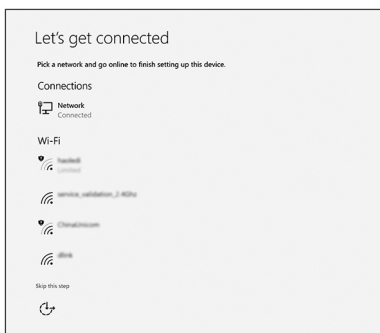 Let's get connected
Pick a network and go online to finish setting up this device.
Connections
Network
Connected
Wi-Fi
Limited
service_validation_2.4Ghz
ChinaUnicom
dlink
Skip this step